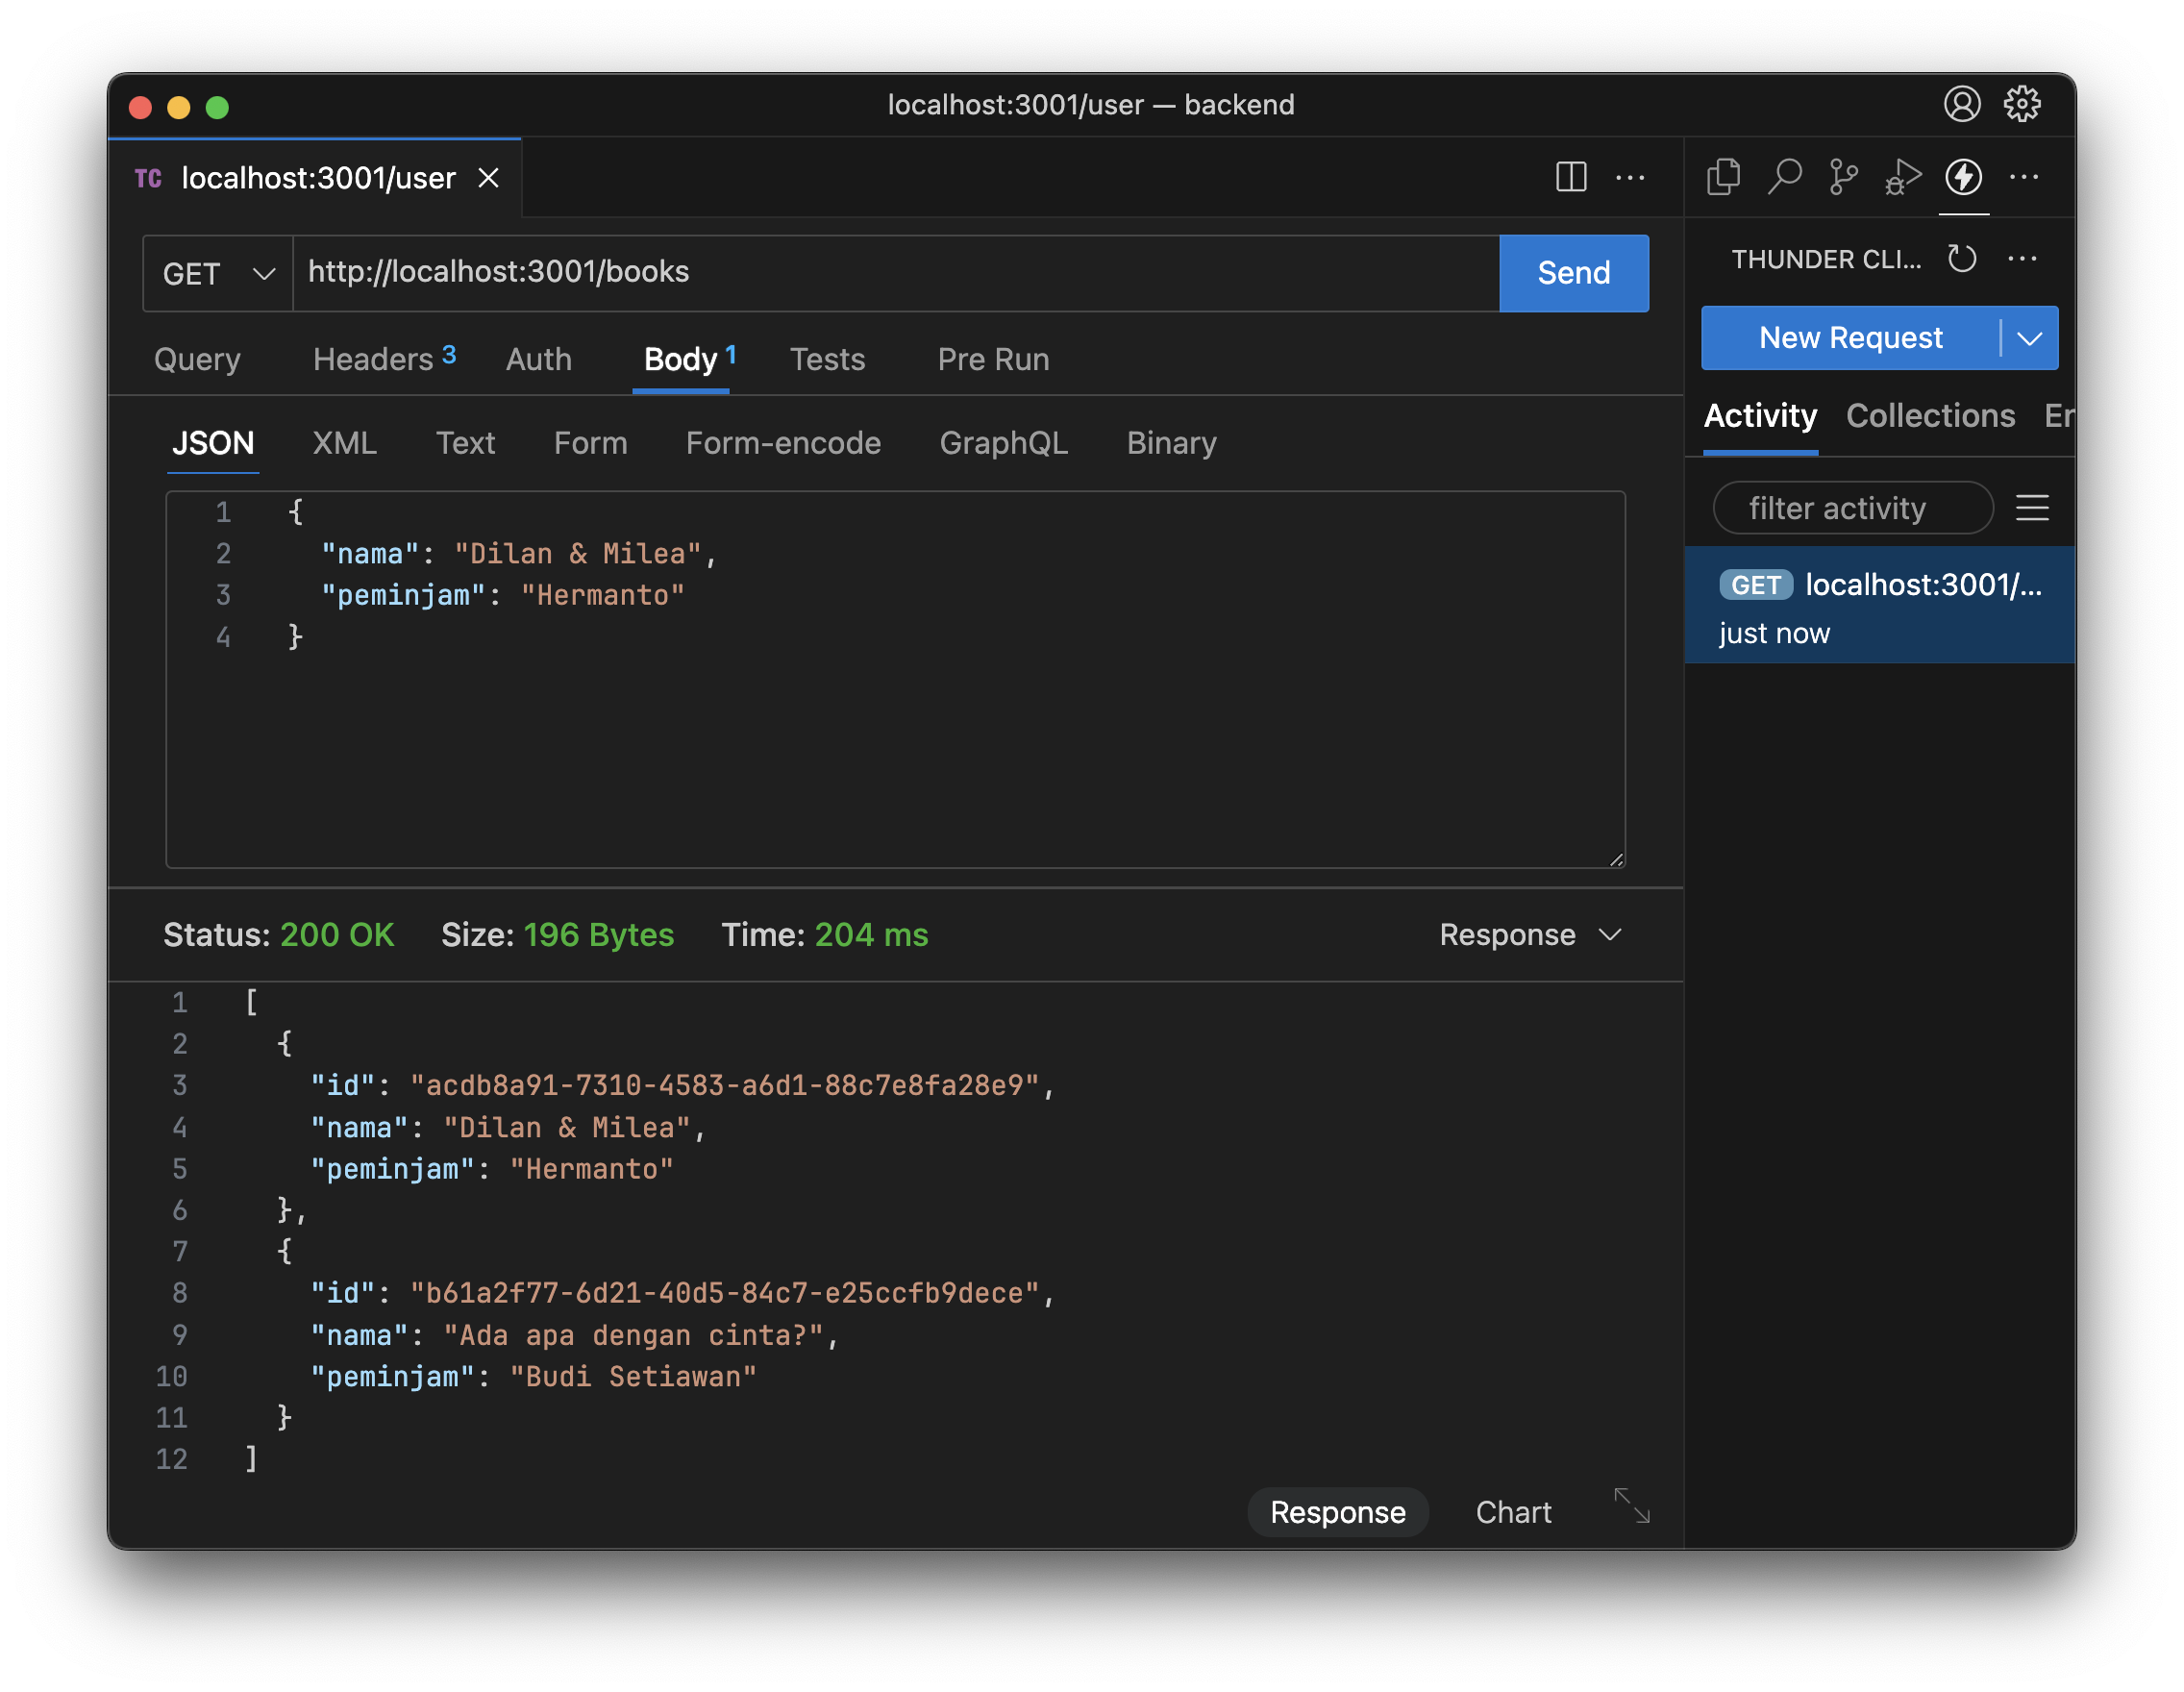 localhost:3001/user — backend
TC localhost:3001/user
GET http://localhost:3001/books Send
Query Headers 3 Auth Body 1 Tests Pre Run
JSON XML Text Form Form-encode GraphQL Binary
1 {
2 "nama": "Dilan & Milea",
3 "peminjam": "Hermanto"
4 }
Status: 200 OK Size: 196 Bytes Time: 204 ms Response
1 [
2 {
3 "id": "acdb8a91-7310-4583-a6d1-88c7e8fa28e9",
4 "nama": "Dilan & Milea",
5 "peminjam": "Hermanto"
6 },
7 {
8 "id": "b61a2f77-6d21-40d5-84c7-e25ccfb9dece",
9 "nama": "Ada apa dengan cinta?",
10 "peminjam": "Budi Setiawan"
11 }
12 ]
Response Chart
THUNDER CLI...
New Request
Activity Collections En
filter activity
GET localhost:3001/...
just now